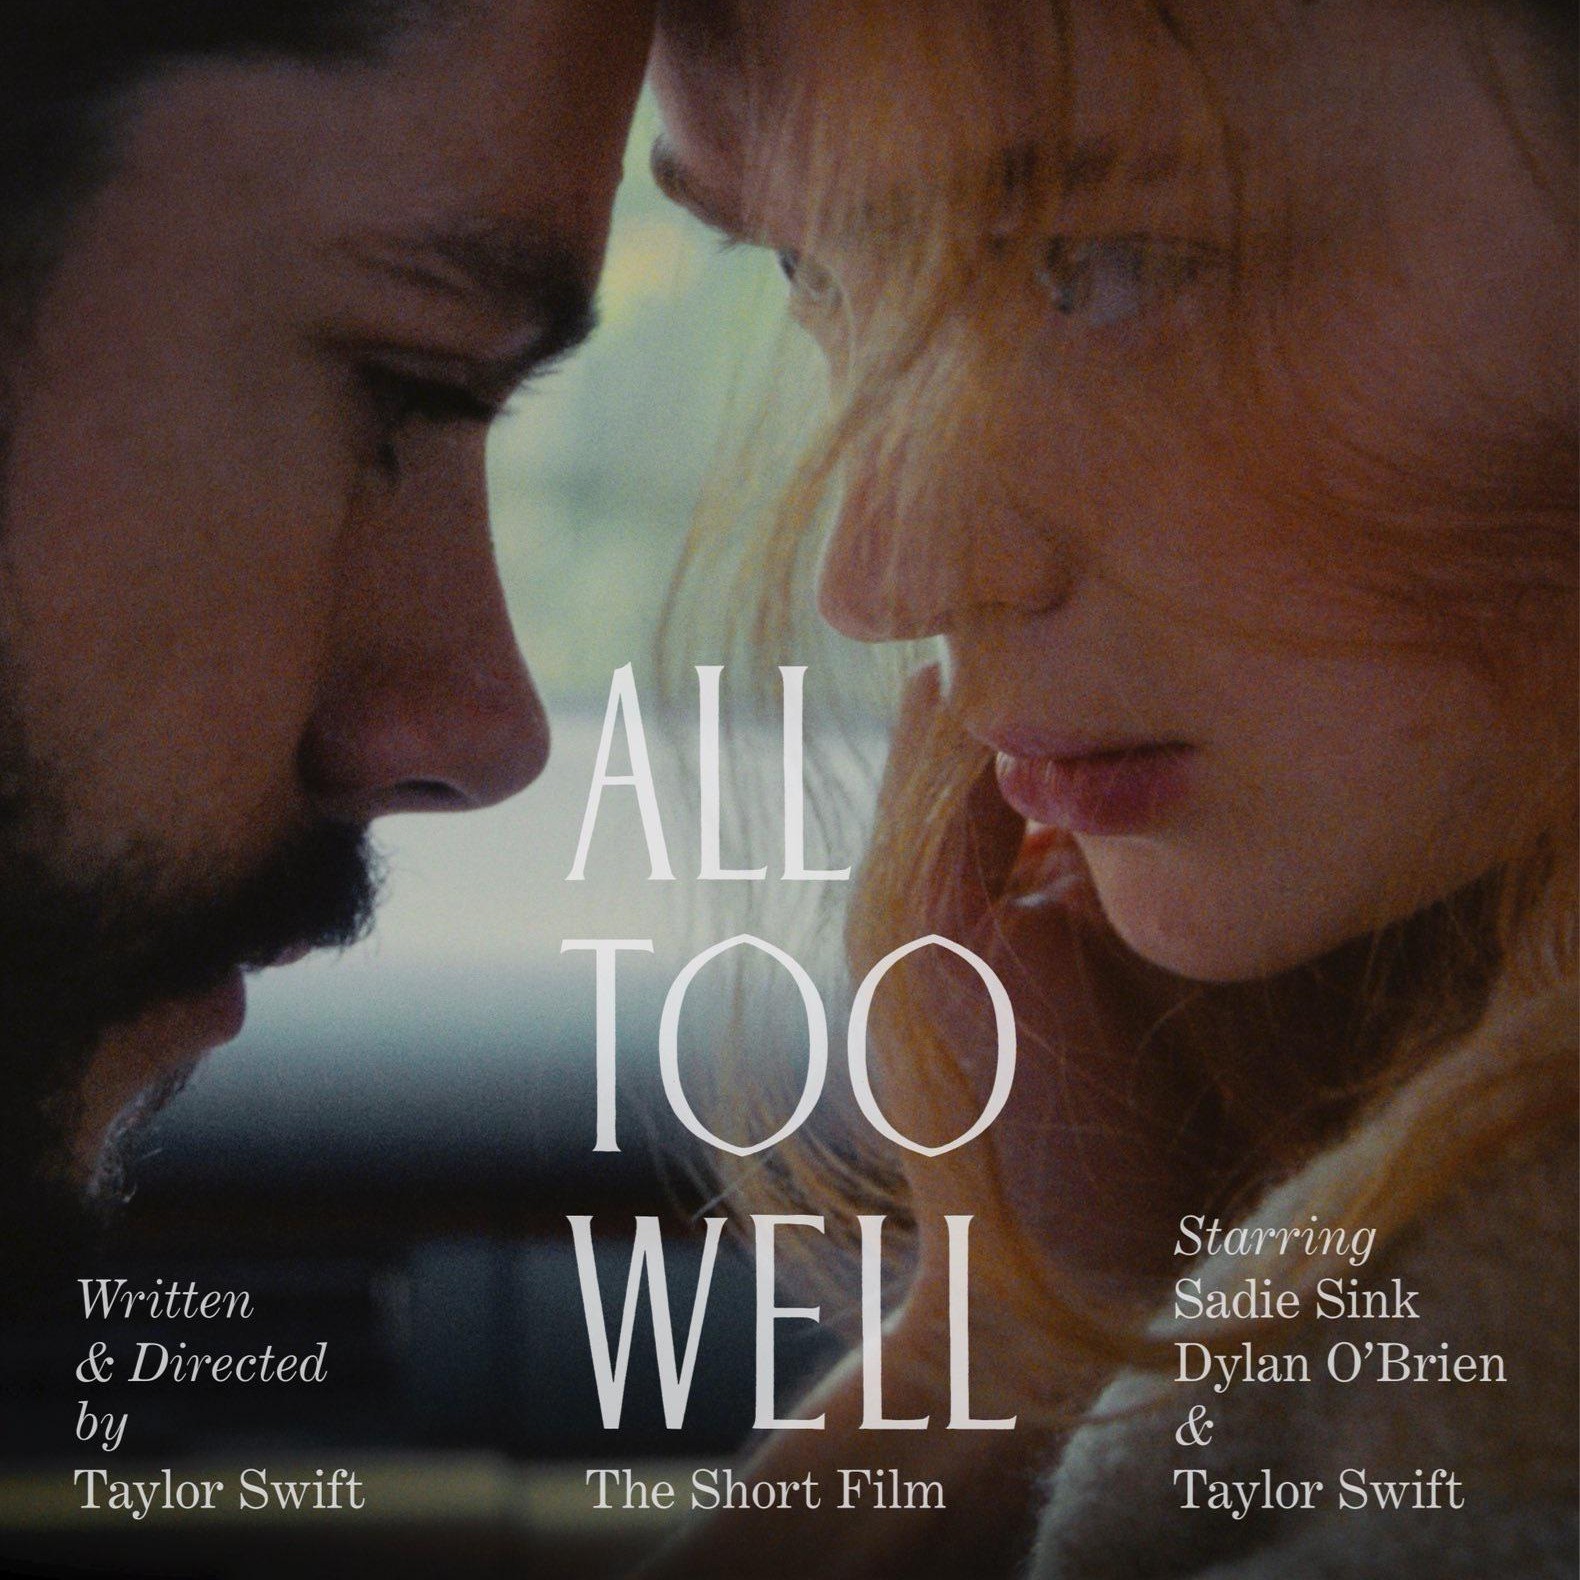 ALL
TOO
WELL
The Short Film
Written
& Directed
by
Taylor Swift
Starring
Sadie Sink
Dylan O’Brien
&
Taylor Swift